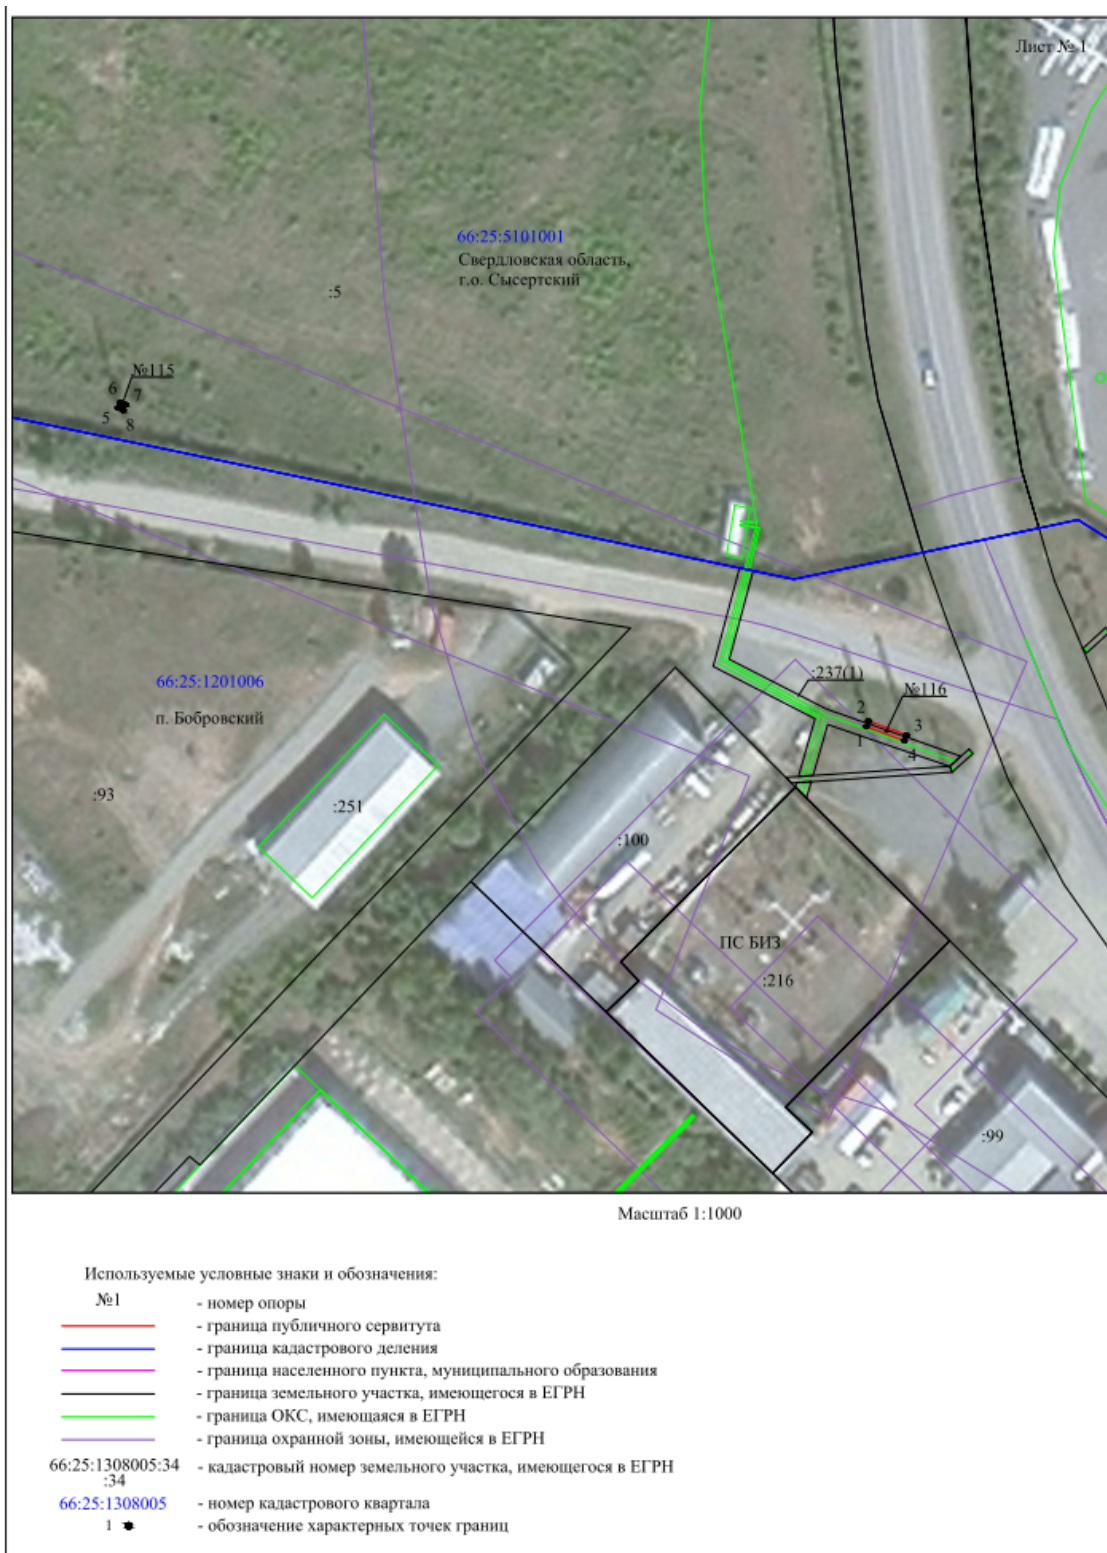 Лист № 1
66:25:5101001
Свердловская область,
г.о. Сысертский
:5
№115
6
7
5
8
:237(1)
66:25:1201006
№116
2
п. Бобровский
3
1
4
:93
:251
:100
ПС БИЗ
:216
:99
Масштаб 1:1000
Используемые условные знаки и обозначения:
№1 - номер опоры
- граница публичного сервитута
- граница кадастрового деления
- граница населенного пункта, муниципального образования
- граница земельного участка, имеющегося в ЕГРН
- граница ОКС, имеющаяся в ЕГРН
- граница охранной зоны, имеющейся в ЕГРН
66:25:1308005:34 - кадастровый номер земельного участка, имеющегося в ЕГРН
:34
66:25:1308005 - номер кадастрового квартала
1 - обозначение характерных точек границ